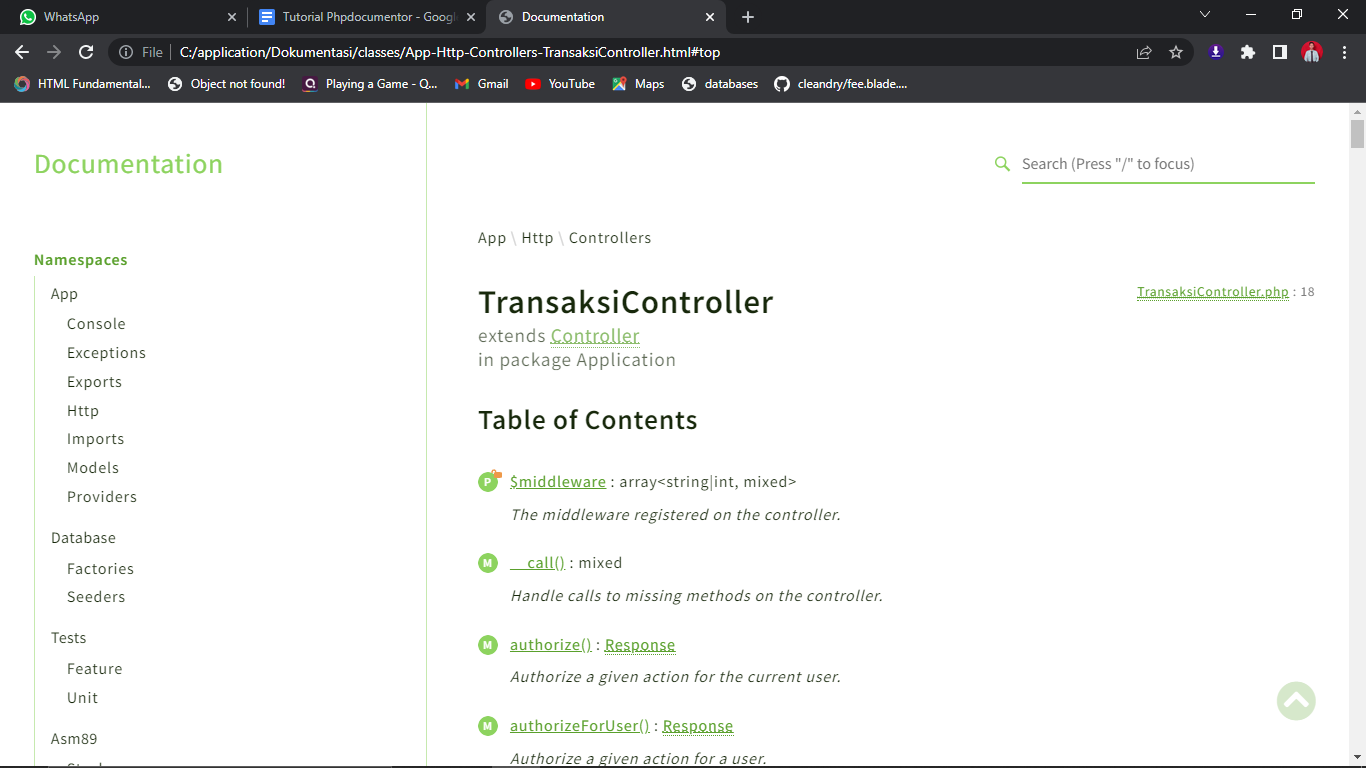 WhatsApp
Tutorial Phpdocumentor - Google
Documentation
File
C:/application/Dokumentasi/classes/App-Http-Controllers-TransaksiController.html#top
HTML Fundamental...
Object not found!
Playing a Game - Q...
Gmail
YouTube
Maps
databases
cleandry/fee.blade....
Documentation
Search (Press "/" to focus)
Namespaces
App
Console
Exceptions
Exports
Http
Imports
Models
Providers
Database
Factories
Seeders
Tests
Feature
Unit
Asm89
App \ Http \ Controllers
TransaksiController
TransaksiController.php : 18
extends Controller
in package Application
Table of Contents
P $middleware : array<string|int, mixed>
The middleware registered on the controller.
M __call() : mixed
Handle calls to missing methods on the controller.
M authorize() : Response
Authorize a given action for the current user.
M authorizeForUser() : Response
Authorize a given action for a user.